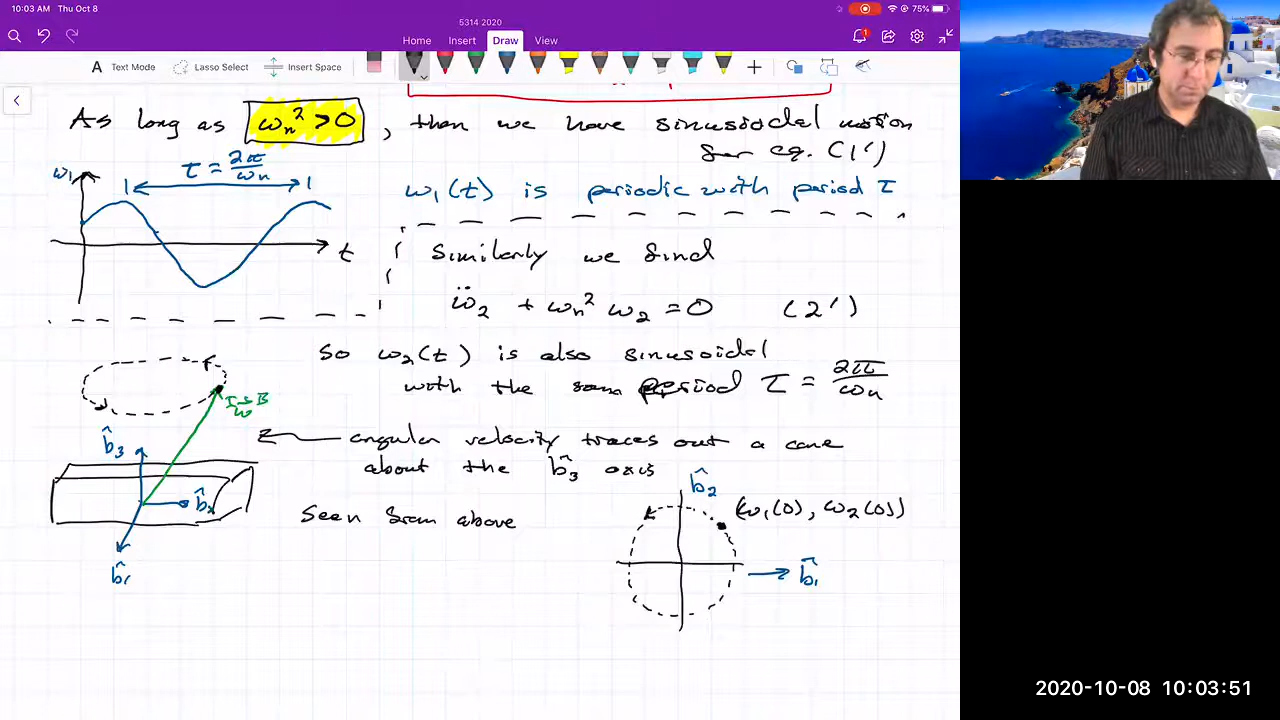 10:03 AM Thu Oct 8
75%
5314 2020
Home Insert Draw View
1
Text Mode Lasso Select Insert Space
As long as ωn² > 0, then we have sinusoidal motion
for eq. (1')
ω1
τ = 2π/ωn
t
ω1(t) is periodic with period τ
Similarly we find
ω̈2 + ωn² ω2 = 0 (2')
So ω2(t) is also sinusoidal
with the same period τ = 2π/ωn
I ω→ B
angular velocity traces out a cone
about the b̂3 axis
b̂3
b̂2
b̂1
Seen from above
b̂2
(ω1(0), ω2(0))
b̂1
2020-10-08 10:03:51